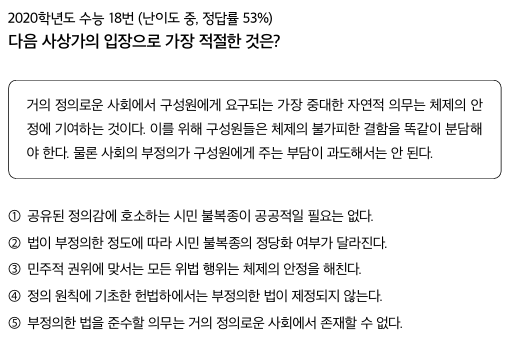 2020학년도 수능 18번 (난이도 중, 정답률 53%)
다음 사상가의 입장으로 가장 적절한 것은?
거의 정의로운 사회에서 구성원에게 요구되는 가장 중대한 자연적 의무는 체제의 안
정에 기여하는 것이다. 이를 위해 구성원들은 체제의 불가피한 결함을 똑같이 분담해
야 한다. 물론 사회의 부정의가 구성원에게 주는 부담이 과도해서는 안 된다.
① 공유된 정의감에 호소하는 시민 불복종이 공공적일 필요는 없다.
② 법이 부정의한 정도에 따라 시민 불복종의 정당화 여부가 달라진다.
③ 민주적 권위에 맞서는 모든 위법 행위는 체제의 안정을 해친다.
④ 정의 원칙에 기초한 헌법하에서는 부정의한 법이 제정되지 않는다.
⑤ 부정의한 법을 준수할 의무는 거의 정의로운 사회에서 존재할 수 없다.